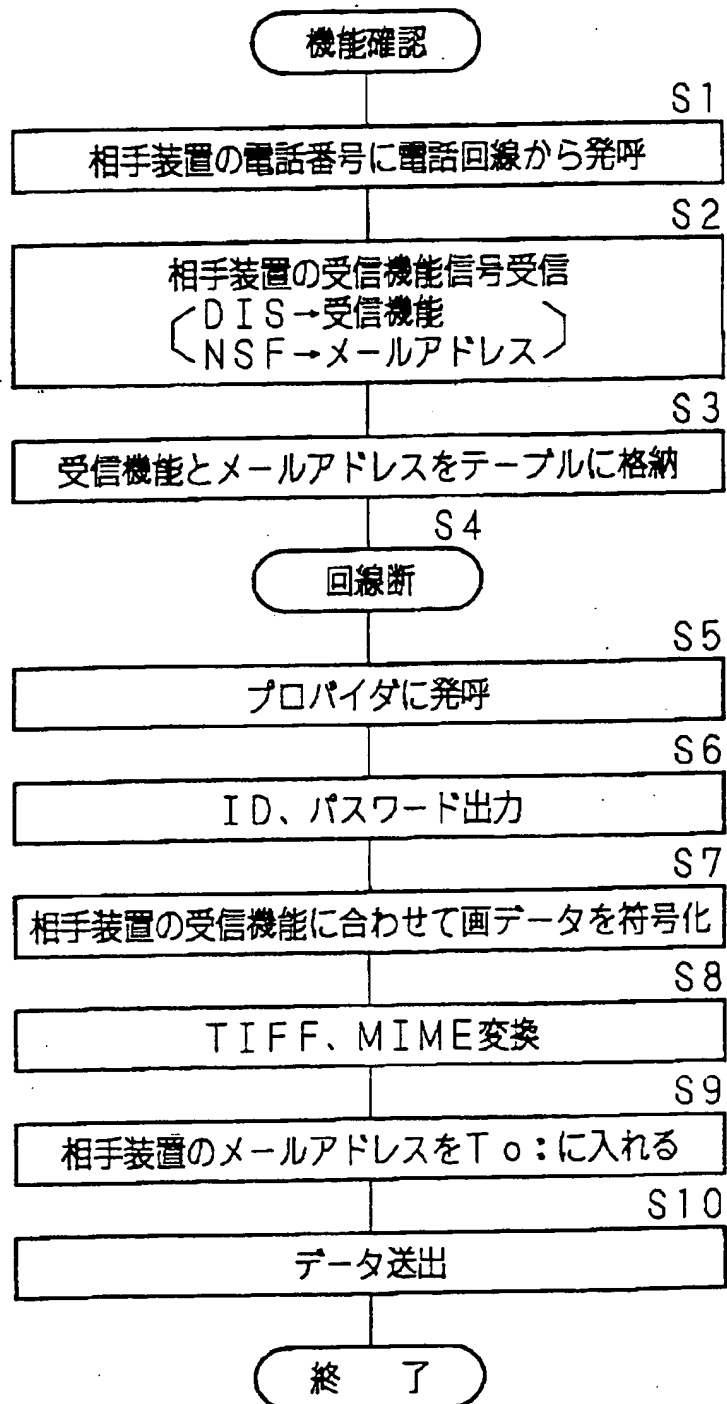 機能確認
S1
相手装置の電話番号に電話回線から発呼
S2
相手装置の受信機能信号受信
DIS→受信機能
NSF→メールアドレス
S3
受信機能とメールアドレスをテーブルに格納
S4
回線断
S5
プロバイダに発呼
S6
ID、パスワード出力
S7
相手装置の受信機能に合わせて画データを符号化
S8
TIFF、MIME変換
S9
相手装置のメールアドレスをTo:に入れる
S10
データ送出
終 了